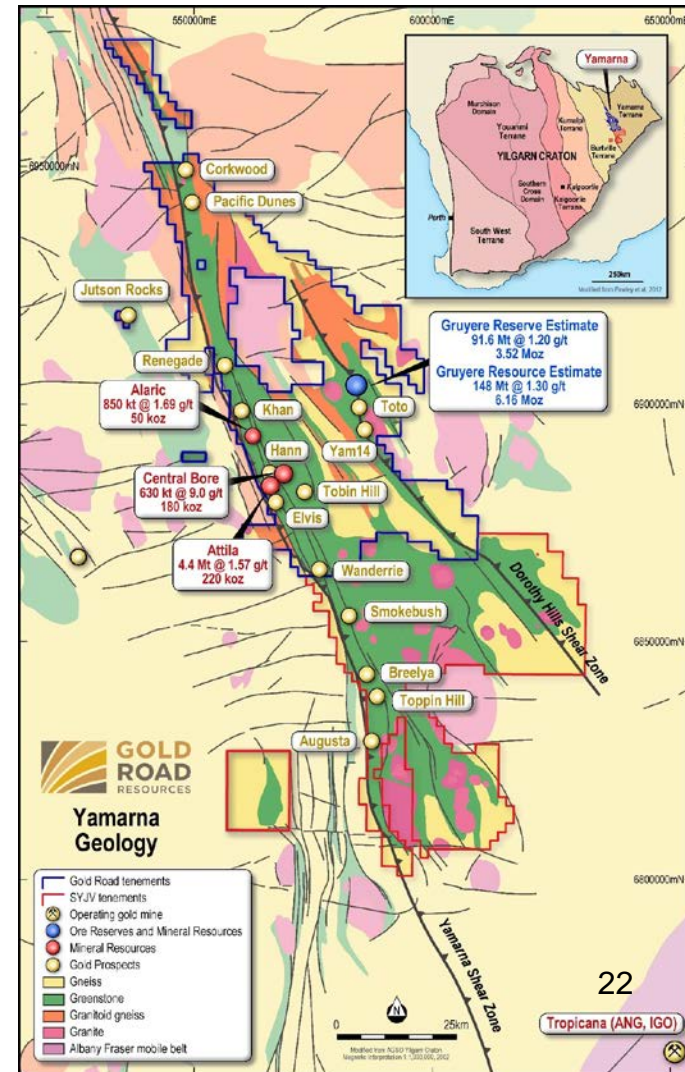 550000mE
600000mE
650000mE
Yamarna
Murchison
Domain
Youanmi
Terrane
Kurnalpi
Terrane
Yamarna
Terrane
Burtville
Terrane
YILGARN CRATON
Southern
Cross
Domain
Kalgoorlie
Kalgoorlie
Terrane
Perth
South West
Terrane
250km
6950000mN
Corkwood
Pacific Dunes
Jutson Rocks
Gruyere Reserve Estimate
91.6 Mt @ 1.20 g/t
3.52 Moz
Gruyere Resource Estimate
148 Mt @ 1.30 g/t
6.16 Moz
Renegade
Alaric
850 kt @ 1.69 g/t
50 koz
Khan
Toto
6900000mN
Yam14
Hann
Central Bore
630 kt @ 9.0 g/t
180 koz
Tobin Hill
Elvis
Attila
4.4 Mt @ 1.57 g/t
220 koz
Wanderrie
Dorothy Hills Shear Zone
Smokebush
6850000mN
Breelya
Toppin Hill
Augusta
GOLD
ROAD
RESOURCES
Yamarna
Geology
6800000mN
Gold Road tenements
SYJV tenements
Operating gold mine
Ore Reserves and Mineral Resources
Mineral Resources
Gold Prospects
Gneiss
Greenstone
Granitoid gneiss
Granite
Albany Fraser mobile belt
Yamarna Shear Zone
N
0
25km
22
Tropicana (ANG, IGO)